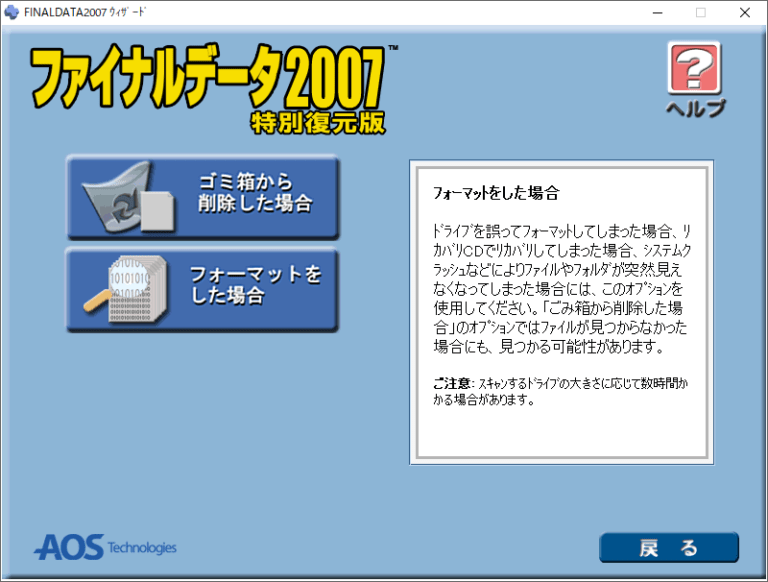 FINALDATA2007 ｳｨｻﾞｰﾄﾞ
ファイナルデータ2007™
特別復元版
ヘルプ
ゴミ箱から
削除した場合
フォーマットを
した場合
フォーマットをした場合
ﾄﾞﾗｲﾌﾞを誤ってﾌｫｰﾏｯﾄしてしまった場合、ﾘ
ｶﾊﾞﾘCDでﾘｶﾊﾞﾘしてしまった場合、ｼｽﾃﾑｸ
ﾗｯｼｭなどによりﾌｧｲﾙやﾌｫﾙﾀﾞが突然見え
なくなってしまった場合には、このｵﾌﾟｼｮﾝを
使用してください。「ごみ箱から削除した場
合」のｵﾌﾟｼｮﾝではﾌｧｲﾙが見つからなかった
場合にも、見つかる可能性があります。
ご注意: ｽｷｬﾝするﾄﾞﾗｲﾌﾞの大きさに応じて数時間か
かる場合があります。
AOS Technologies
戻 る